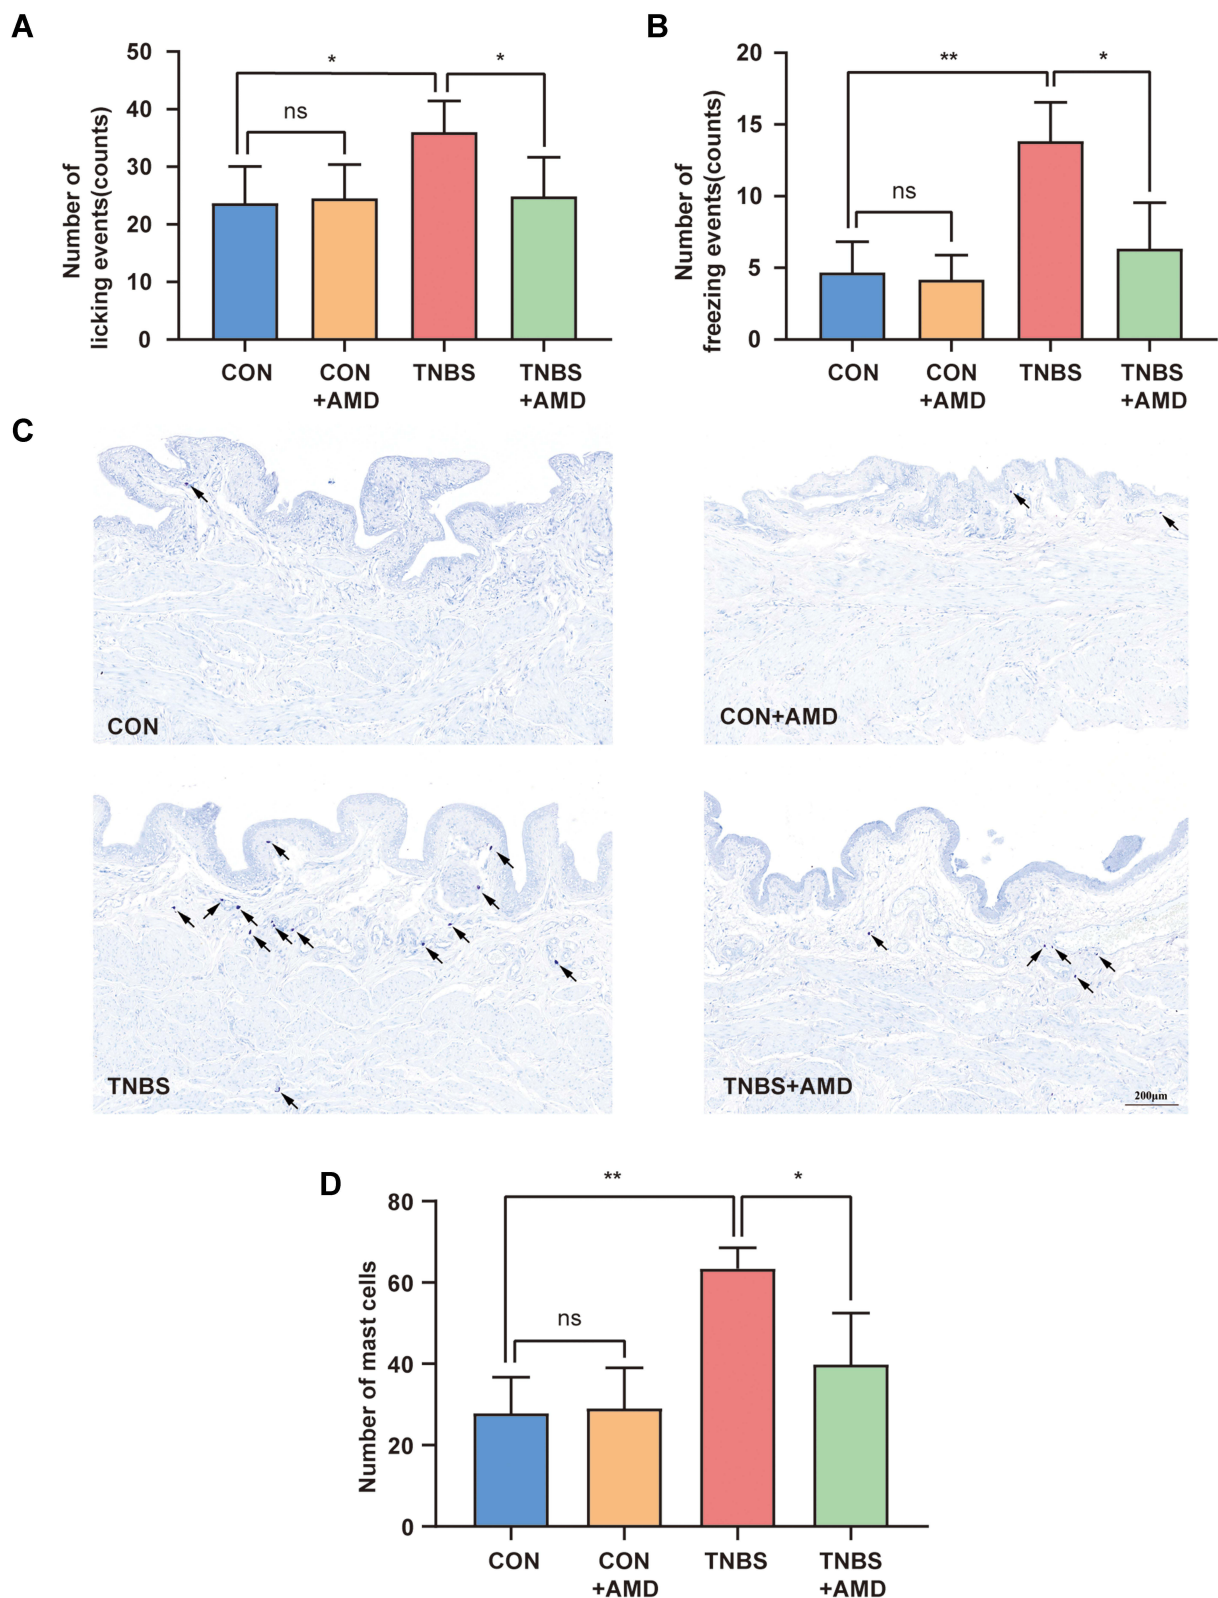 A
50
40
30
20
10
0
Number of
licking events(counts)
*
*
ns
CON
CON
+AMD
TNBS
TNBS
+AMD
B
20
15
10
5
0
Number of
freezing events(counts)
**
*
ns
CON
CON
+AMD
TNBS
TNBS
+AMD
C
CON
CON+AMD
TNBS
TNBS+AMD
200μm
D
80
60
40
20
0
Number of mast cells
**
*
ns
CON
CON
+AMD
TNBS
TNBS
+AMD